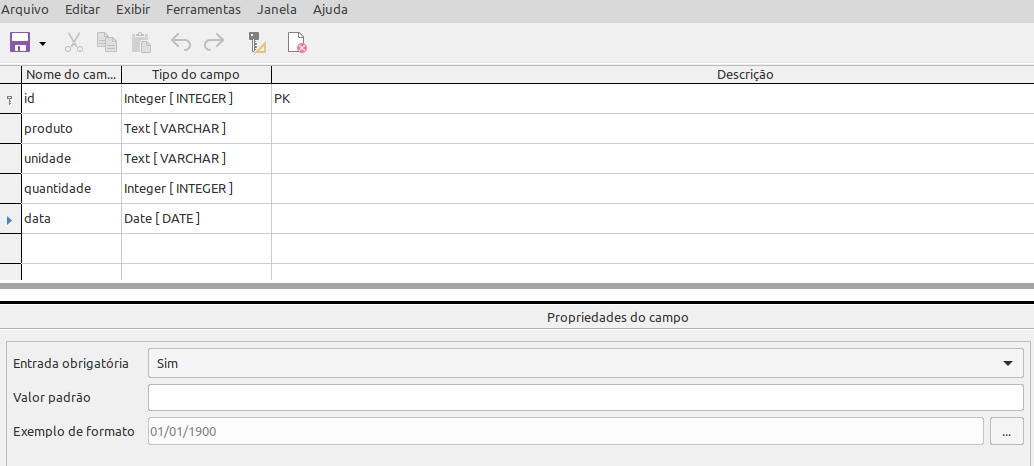 Arquivo Editar Exibir Ferramentas Janela Ajuda
Nome do cam... Tipo do campo Descrição
id Integer [ INTEGER ] PK
produto Text [ VARCHAR ]
unidade Text [ VARCHAR ]
quantidade Integer [ INTEGER ]
data Date [ DATE ]
Propriedades do campo
Entrada obrigatória Sim
Valor padrão
Exemplo de formato 01/01/1900 ...